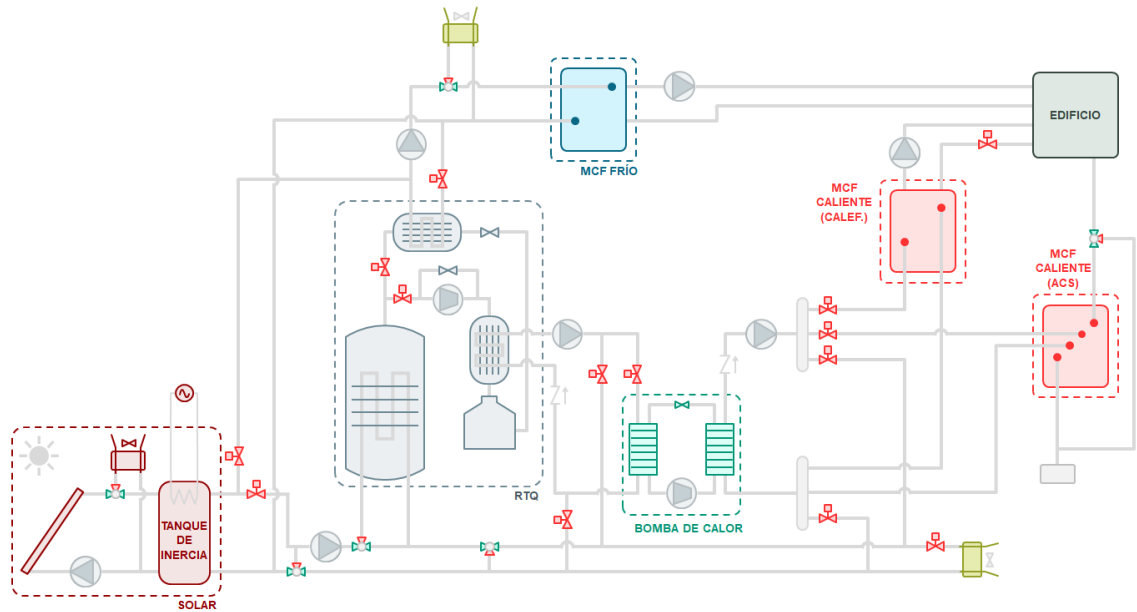 EDIFICIO
MCF FRÍO
MCF
CALIENTE
(CALEF.)
MCF
CALIENTE
(ACS)
RTQ
BOMBA DE CALOR
TANQUE
DE
INERCIA
SOLAR